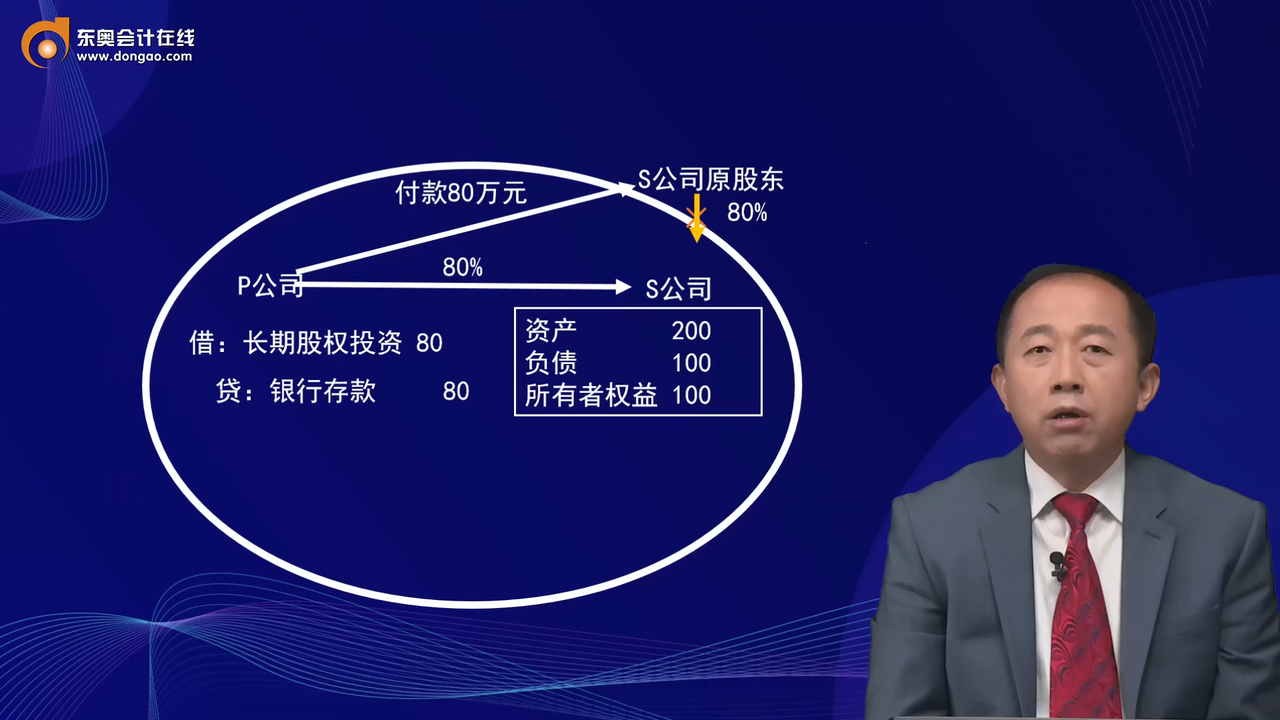 东奥会计在线
www.dongao.com
付款80万元
S公司原股东
80%
80%
P公司
S公司
借：长期股权投资 80
贷：银行存款 80
资产 200
负债 100
所有者权益 100